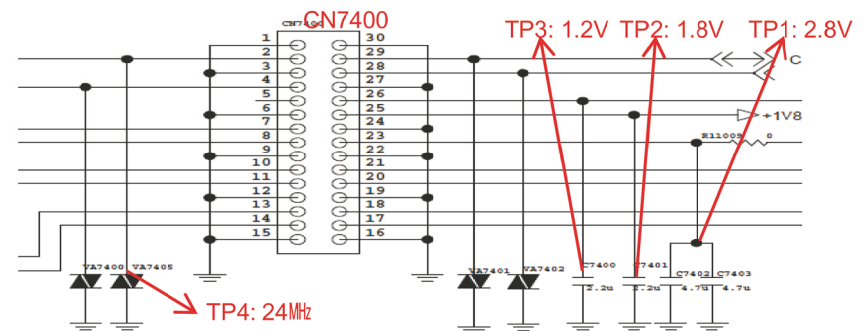 CN7400
CN7400
TP3: 1.2V TP2: 1.8V TP1: 2.8V
1 30
2 29
3 28
4 27
5 26
6 25
7 24
8 23
9 22
10 21
11 20
12 19
13 18
14 17
15 16
C
+1V8
R11009 0
VA7400 VA7405
VA7401 VA7402
C7400 C7401 C7402 C7403
2.2u 2.2u 4.7u 4.7u
TP4: 24MHz